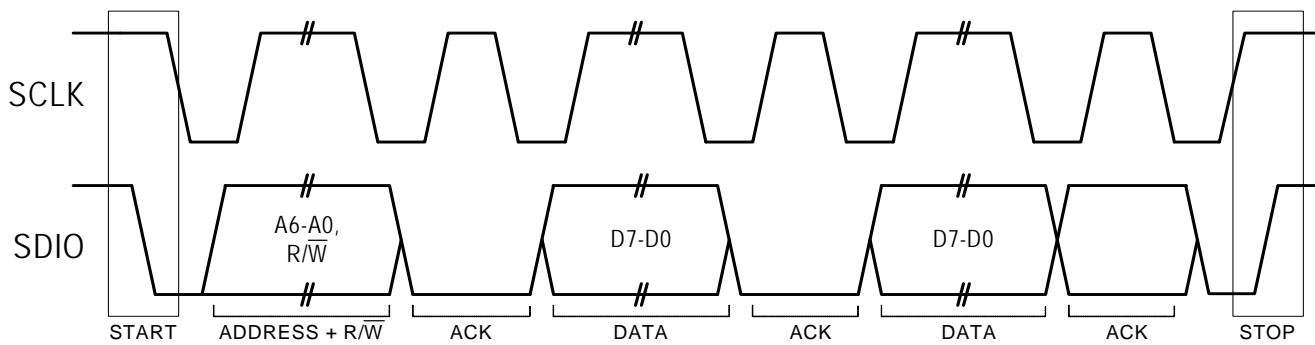 SCLK
SDIO
A6-A0,
R/W̅
D7-D0
D7-D0
START
ADDRESS + R/W̅
ACK
DATA
ACK
DATA
ACK
STOP